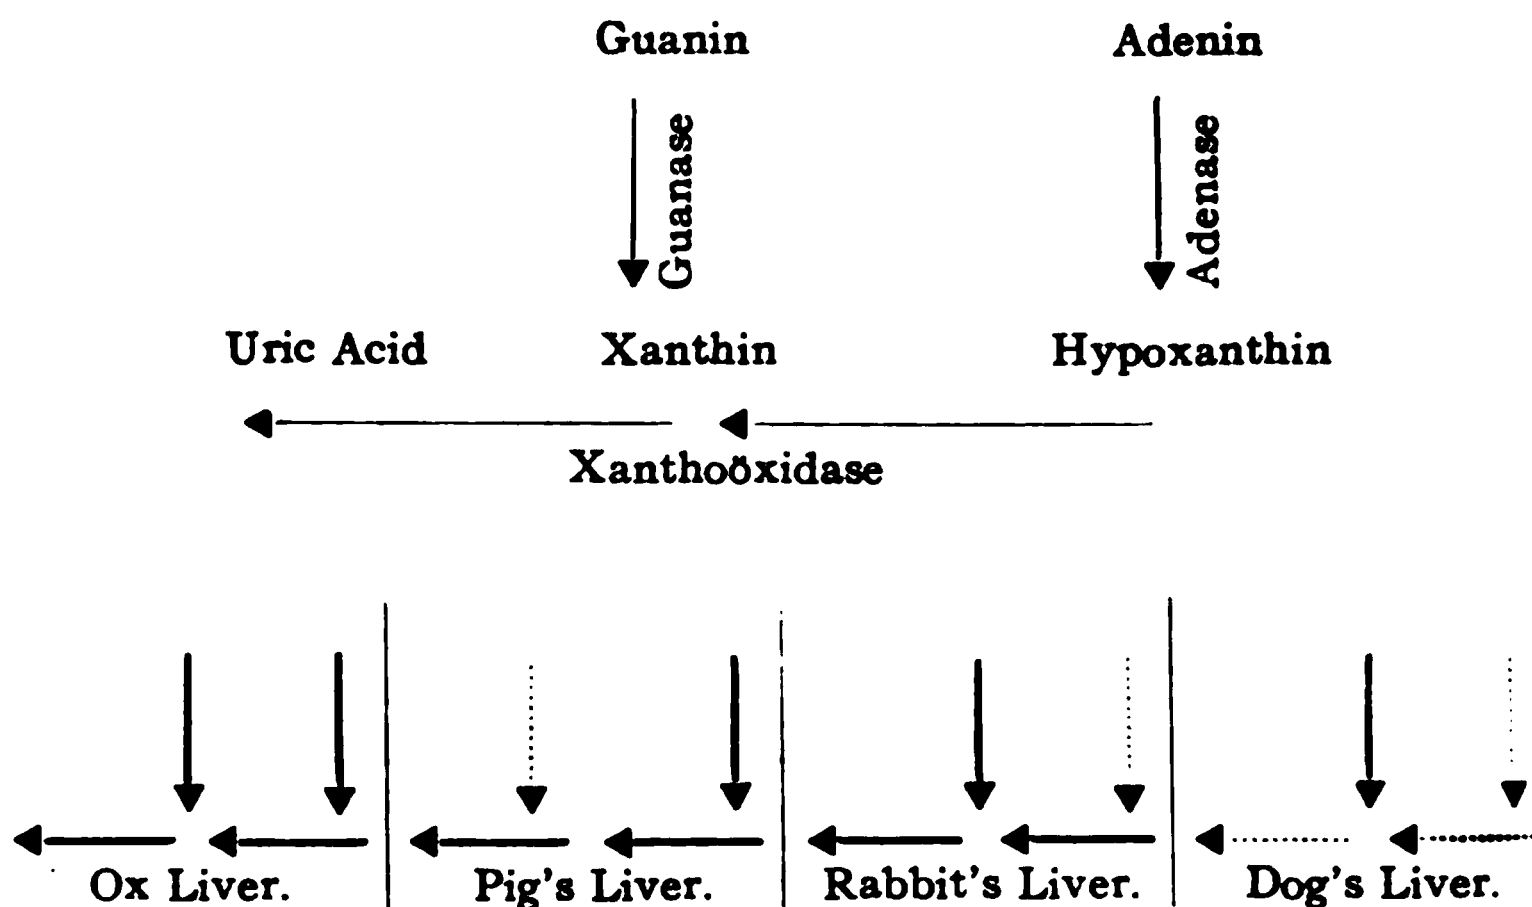 Guanin Adenin
Guanase Adenase
Uric Acid Xanthin Hypoxanthin
Xanthoöxidase
Ox Liver. Pig's Liver. Rabbit's Liver. Dog's Liver.